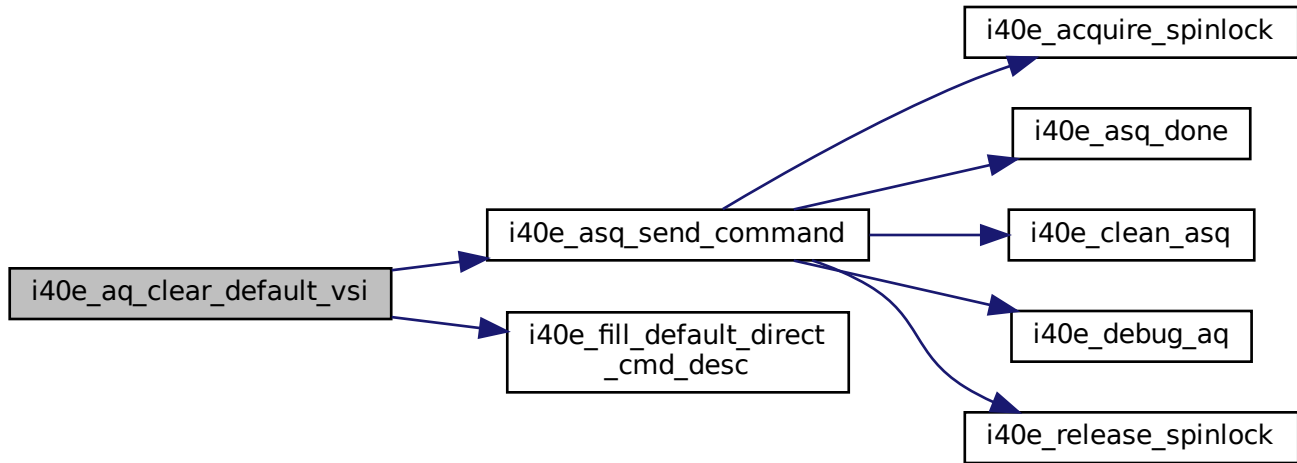 i40e_acquire_spinlock
i40e_asq_done
i40e_asq_send_command
i40e_clean_asq
i40e_aq_clear_default_vsi
i40e_fill_default_direct
_cmd_desc
i40e_debug_aq
i40e_release_spinlock